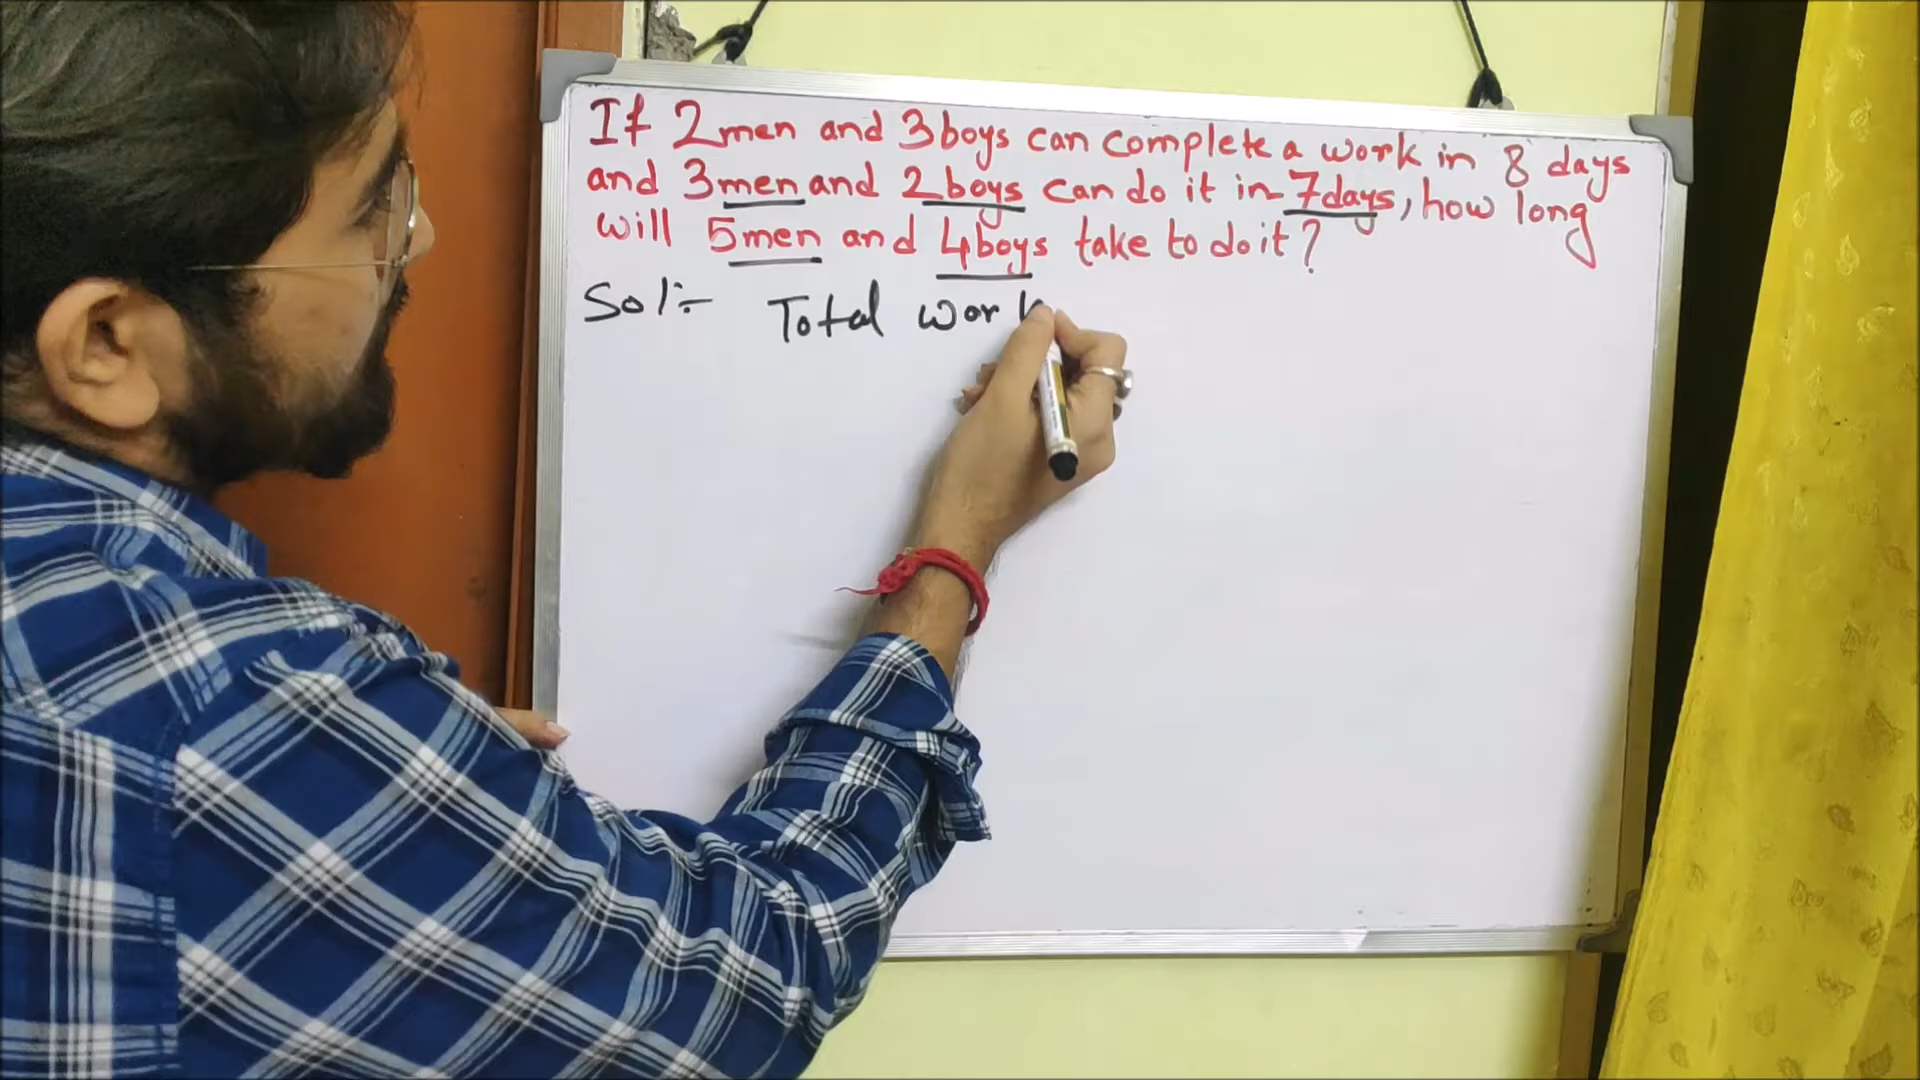 If 2men and 3boys can complete a work in 8 days
and 3men and 2boys can do it in 7days, how long
will 5men and 4boys take to do it?
Sol:- Total work